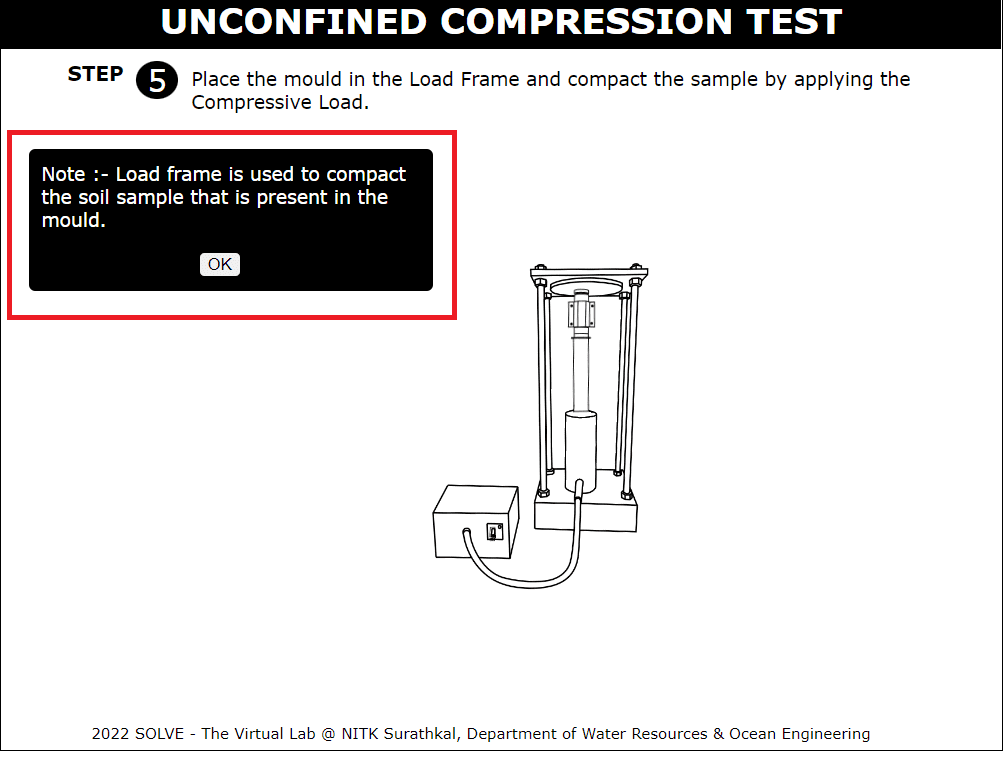 UNCONFINED COMPRESSION TEST
STEP 5 Place the mould in the Load Frame and compact the sample by applying the
Compressive Load.
Note :- Load frame is used to compact
the soil sample that is present in the
mould.
OK
2022 SOLVE - The Virtual Lab @ NITK Surathkal, Department of Water Resources & Ocean Engineering